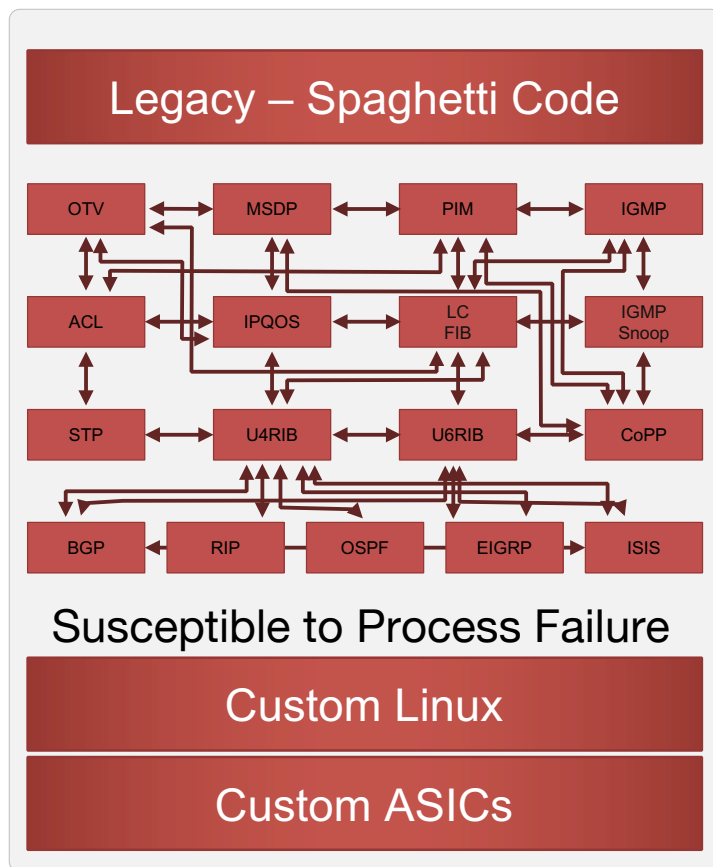 Legacy – Spaghetti Code
OTV
MSDP
PIM
IGMP
ACL
IPQOS
LC
FIB
IGMP
Snoop
STP
U4RIB
U6RIB
CoPP
BGP
RIP
OSPF
EIGRP
ISIS
Susceptible to Process Failure
Custom Linux
Custom ASICs